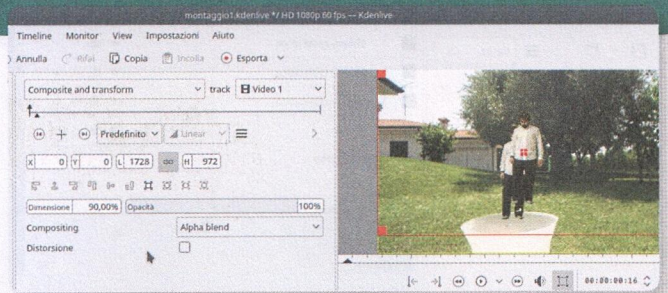 montaggio1.kdenlive */ HD 1080p 60 fps — Kdenlive
Timeline Monitor View Impostazioni Aiuto
Annulla Rifai Copia Incolla Esporta
Composite and transform track Video 1
Predefinito Linear
X 0 Y 0 L 1728 H 972
Dimensione 90,00% Opacità 100%
Compositing Alpha blend
Distorsione
00:00:00:16